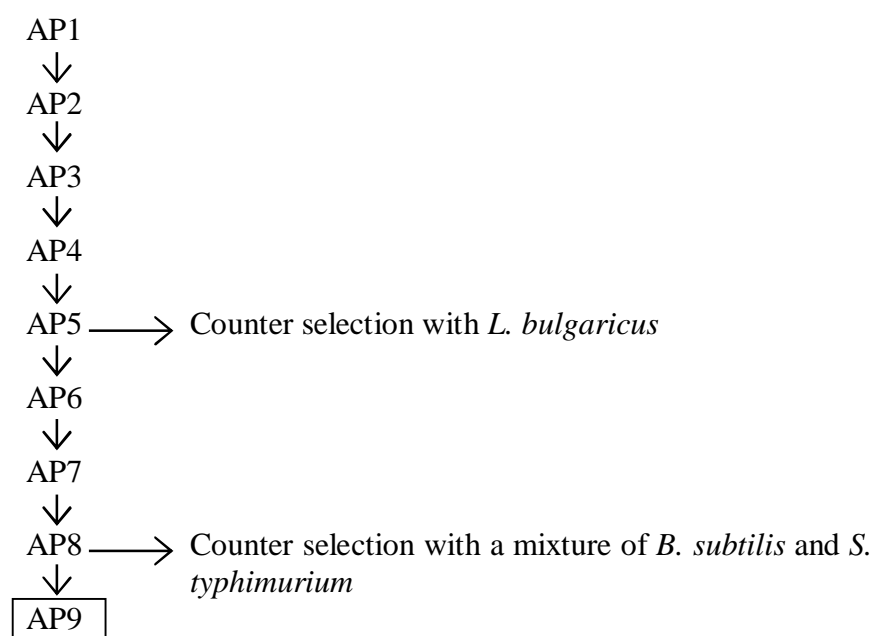 AP1
AP2
AP3
AP4
AP5 Counter selection with L. bulgaricus
AP6
AP7
AP8 Counter selection with a mixture of B. subtilis and S.
typhimurium
AP9